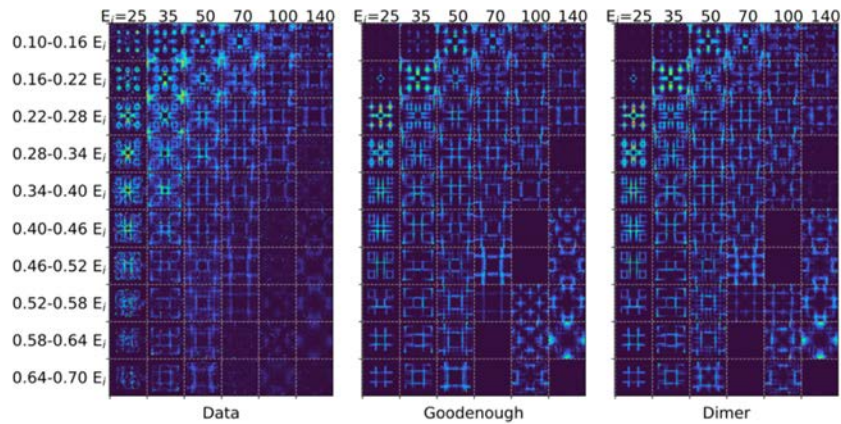 Eᵢ=25 35 50 70 100 140 Eᵢ=25 35 50 70 100 140 Eᵢ=25 35 50 70 100 140
0.10-0.16 Eᵢ
0.16-0.22 Eᵢ
0.22-0.28 Eᵢ
0.28-0.34 Eᵢ
0.34-0.40 Eᵢ
0.40-0.46 Eᵢ
0.46-0.52 Eᵢ
0.52-0.58 Eᵢ
0.58-0.64 Eᵢ
0.64-0.70 Eᵢ
Data Goodenough Dimer